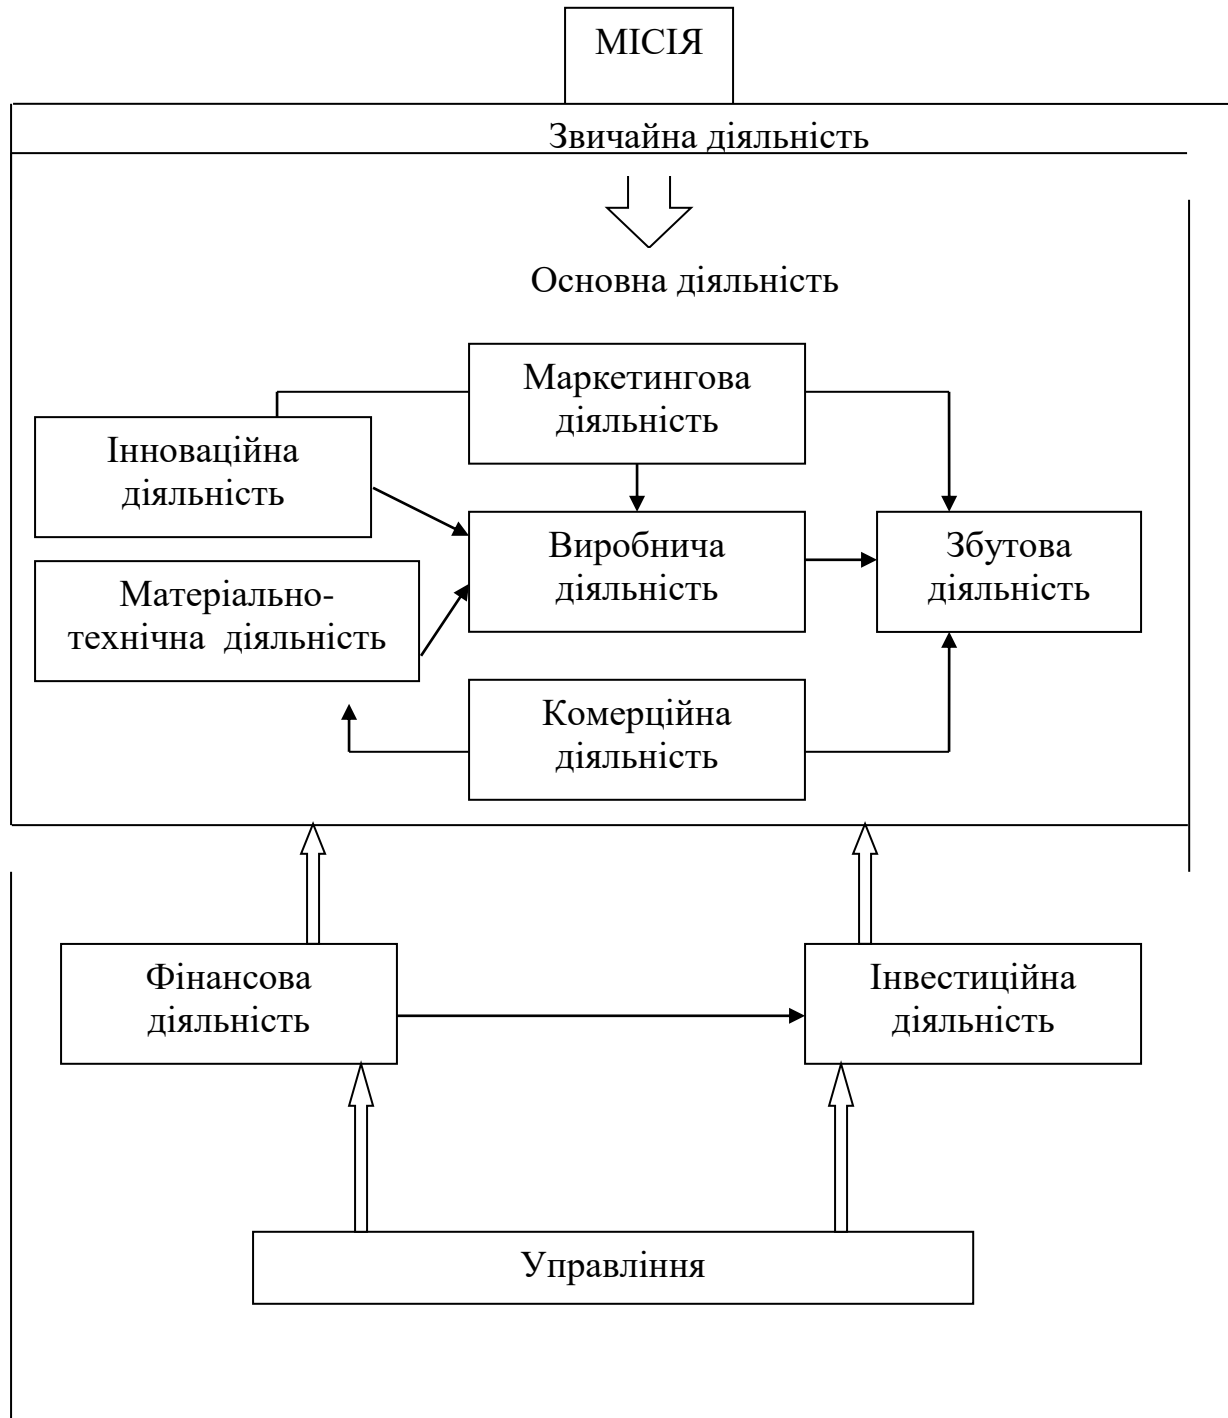 МІСІЯ
Звичайна діяльність
Основна діяльність
Маркетингова
діяльність
Інноваційна
діяльність
Виробнича
діяльність
Збутова
діяльність
Матеріально-
технічна діяльність
Комерційна
діяльність
Фінансова
діяльність
Інвестиційна
діяльність
Управління